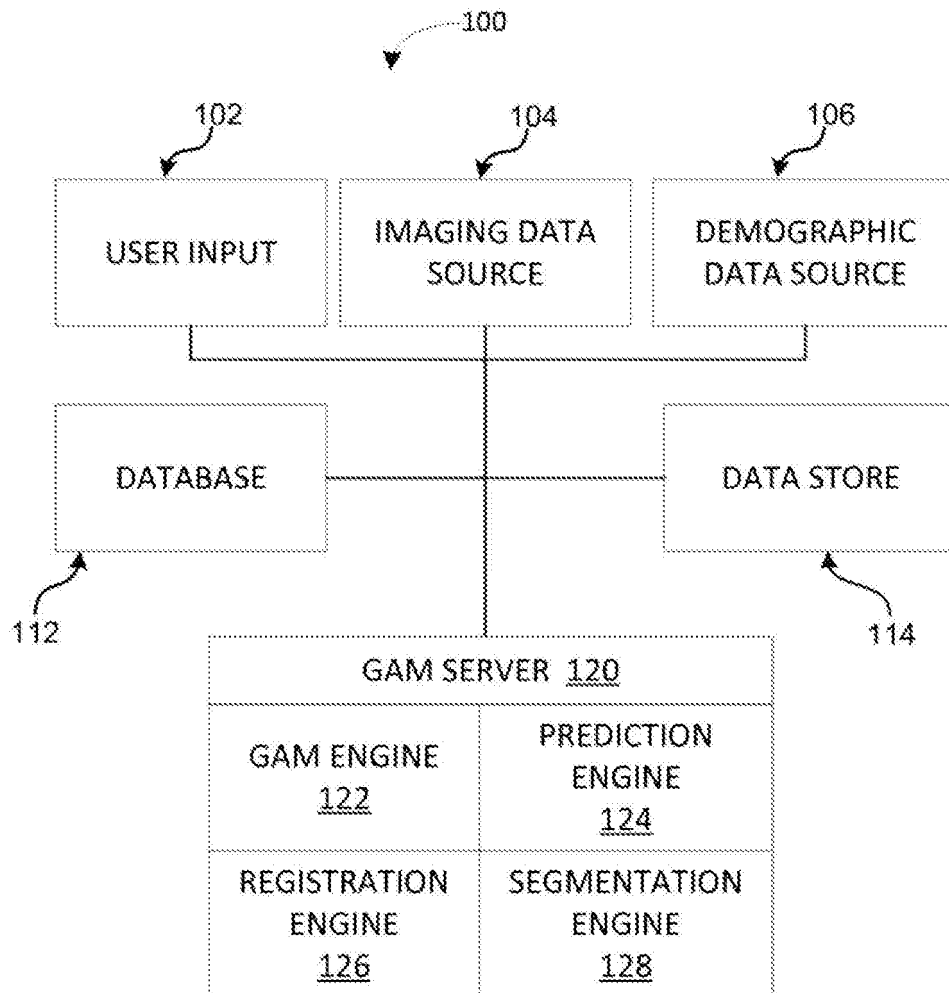 100
102
104
106
USER INPUT
IMAGING DATA
SOURCE
DEMOGRAPHIC
DATA SOURCE
DATABASE
DATA STORE
112
114
GAM SERVER 120
GAM ENGINE
122
PREDICTION
ENGINE
124
REGISTRATION
ENGINE
126
SEGMENTATION
ENGINE
128